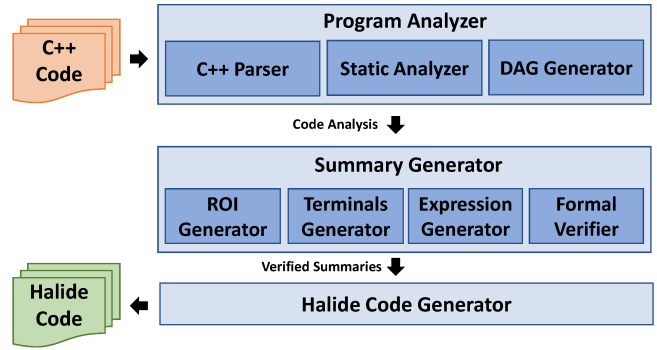 C++
Code
Program Analyzer
C++ Parser
Static Analyzer
DAG Generator
Code Analysis
Summary Generator
ROI
Generator
Terminals
Generator
Expression
Generator
Formal
Verifier
Verified Summaries
Halide
Code
Halide Code Generator